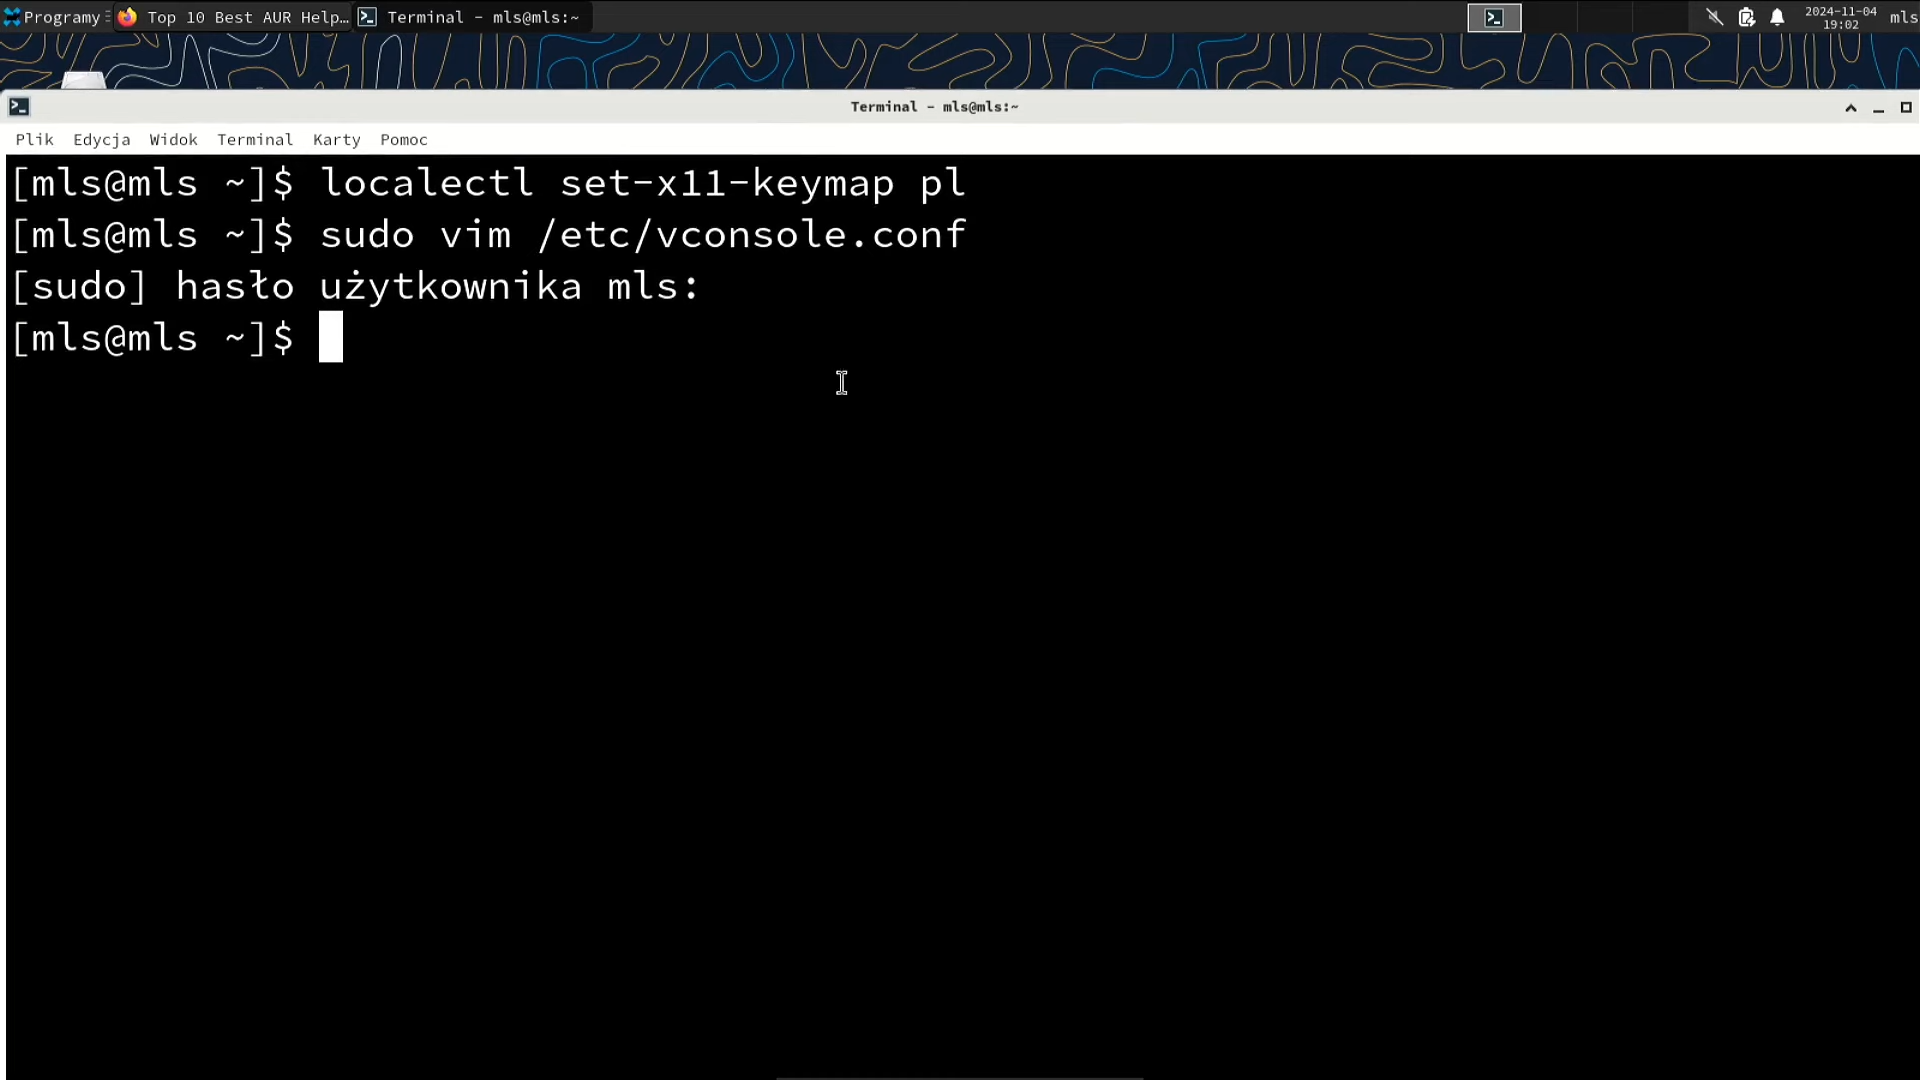 Programy
Top 10 Best AUR Help...
Terminal - mls@mls:~
2024-11-04
19:02
mls
Terminal - mls@mls:~
Plik Edycja Widok Terminal Karty Pomoc
[mls@mls ~]$ localectl set-x11-keymap pl
[mls@mls ~]$ sudo vim /etc/vconsole.conf
[sudo] hasło użytkownika mls:
[mls@mls ~]$